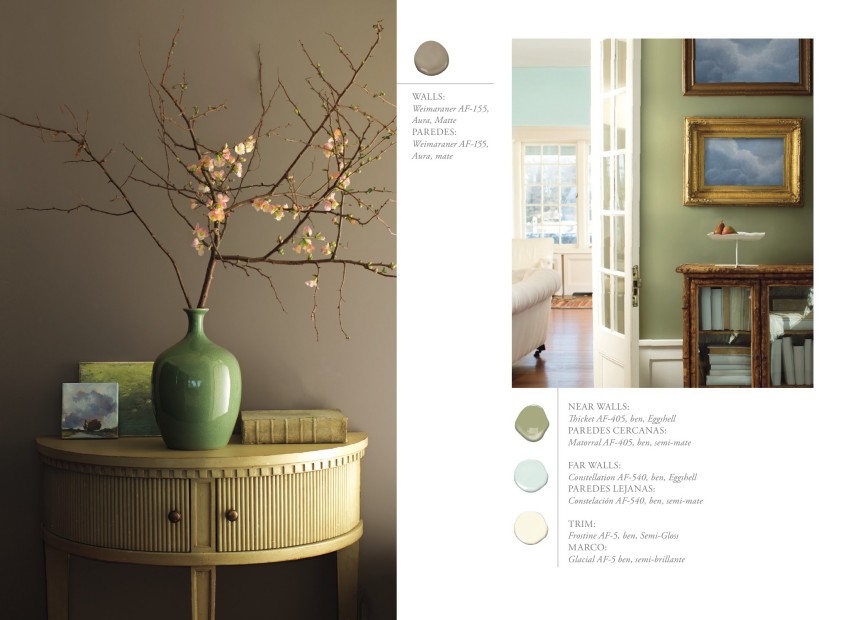 WALLS:
Weimaraner AF-155,
Aura, Matte
PAREDES:
Weimaraner AF-155,
Aura, mate
NEAR WALLS:
Thicket AF-405, ben, Eggshell
PAREDES CERCANAS:
Matorral AF-405, ben, semi-mate
FAR WALLS:
Constellation AF-540, ben, Eggshell
PAREDES LEJANAS:
Constelación AF-540, ben, semi-mate
TRIM:
Frostine AF-5, ben, Semi-Gloss
MARCO:
Glacial AF-5 ben, semi-brillante